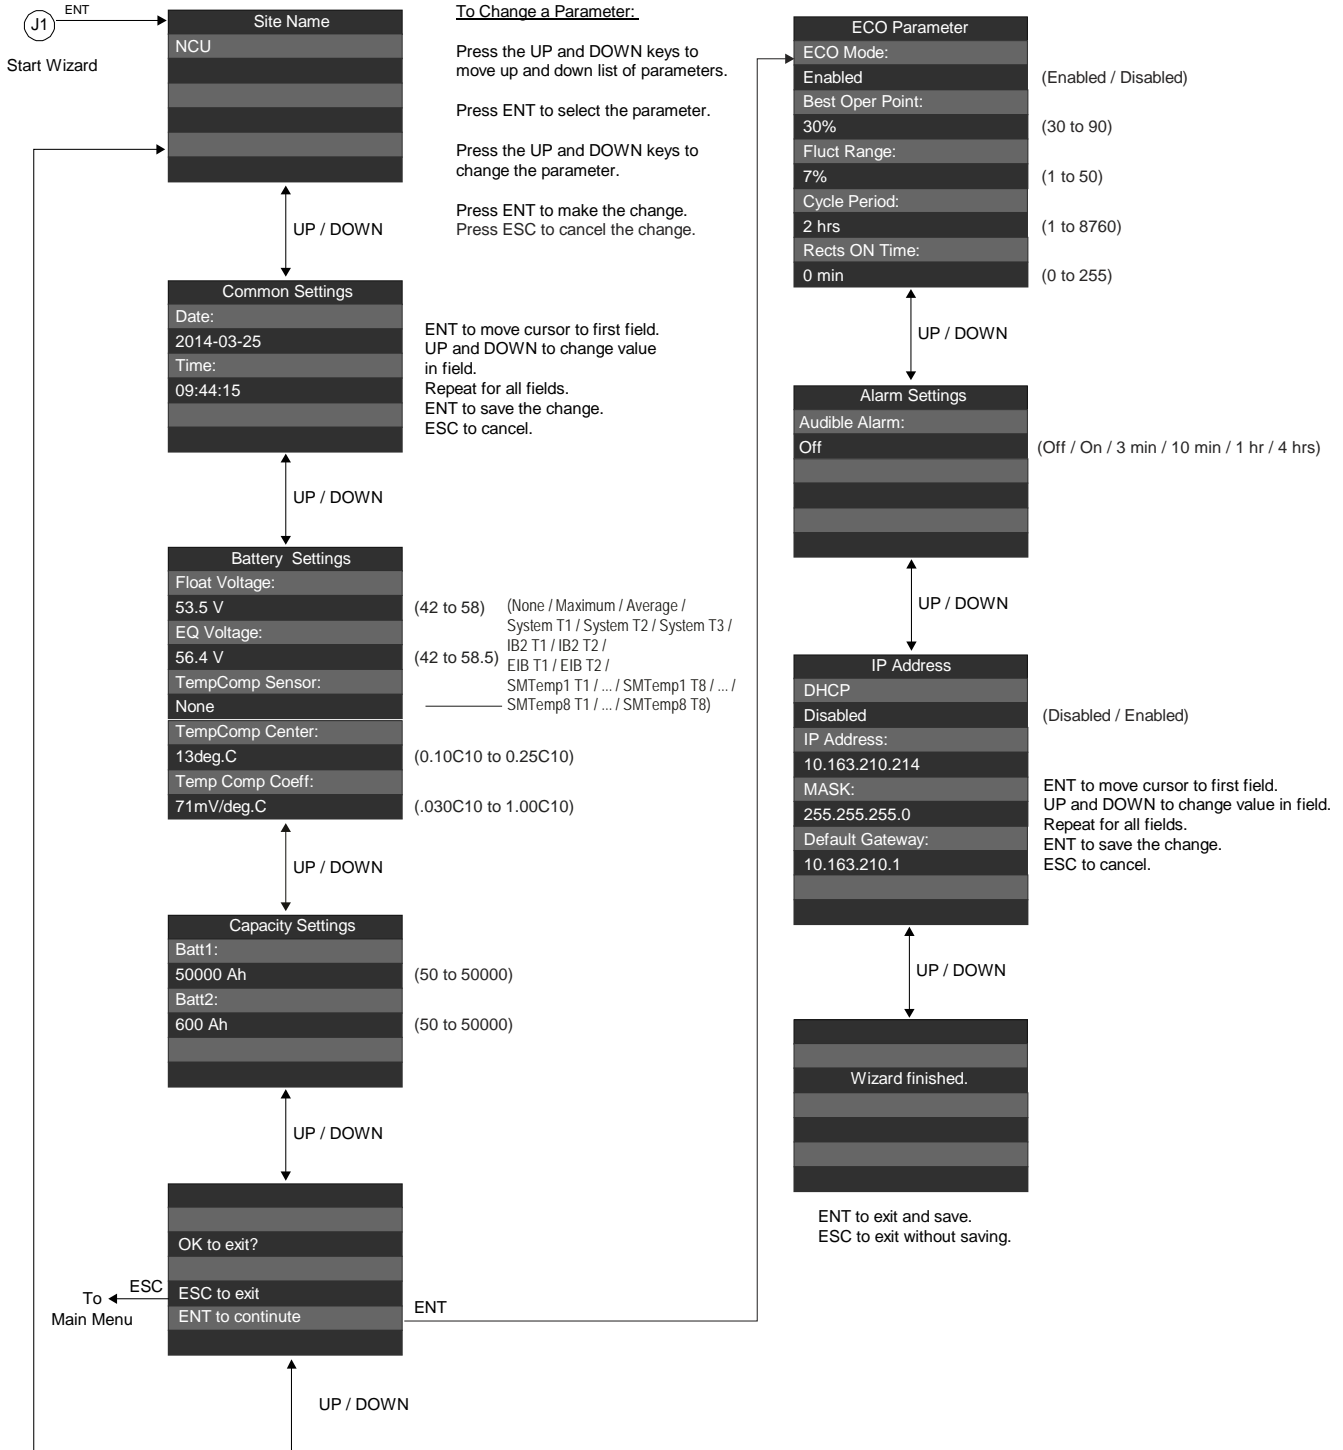 J1
ENT
Start Wizard
Site Name
NCU
UP / DOWN
Common Settings
Date:
2014-03-25
Time:
09:44:15
UP / DOWN
Battery Settings
Float Voltage:
53.5 V
EQ Voltage:
56.4 V
TempComp Sensor:
None
TempComp Center:
13deg.C
Temp Comp Coeff:
71mV/deg.C
UP / DOWN
Capacity Settings
Batt1:
50000 Ah
Batt2:
600 Ah
UP / DOWN
OK to exit?
ESC to exit
ENT to continute
ESC
To
Main Menu
ENT
UP / DOWN
To Change a Parameter:
Press the UP and DOWN keys to
move up and down list of parameters.
Press ENT to select the parameter.
Press the UP and DOWN keys to
change the parameter.
Press ENT to make the change.
Press ESC to cancel the change.
ENT to move cursor to first field.
UP and DOWN to change value
in field.
Repeat for all fields.
ENT to save the change.
ESC to cancel.
(42 to 58)
(42 to 58.5)
(None / Maximum / Average /
System T1 / System T2 / System T3 /
IB2 T1 / IB2 T2 /
EIB T1 / EIB T2 /
SMTemp1 T1 / ... / SMTemp1 T8 / ... /
SMTemp8 T1 / ... / SMTemp8 T8)
(0.10C10 to 0.25C10)
(.030C10 to 1.00C10)
(50 to 50000)
(50 to 50000)
ECO Parameter
ECO Mode:
Enabled
(Enabled / Disabled)
Best Oper Point:
30%
(30 to 90)
Fluct Range:
7%
(1 to 50)
Cycle Period:
2 hrs
(1 to 8760)
Rects ON Time:
0 min
(0 to 255)
UP / DOWN
Alarm Settings
Audible Alarm:
Off
(Off / On / 3 min / 10 min / 1 hr / 4 hrs)
UP / DOWN
IP Address
DHCP
Disabled
(Disabled / Enabled)
IP Address:
10.163.210.214
MASK:
255.255.255.0
Default Gateway:
10.163.210.1
ENT to move cursor to first field.
UP and DOWN to change value in field.
Repeat for all fields.
ENT to save the change.
ESC to cancel.
UP / DOWN
Wizard finished.
ENT to exit and save.
ESC to exit without saving.